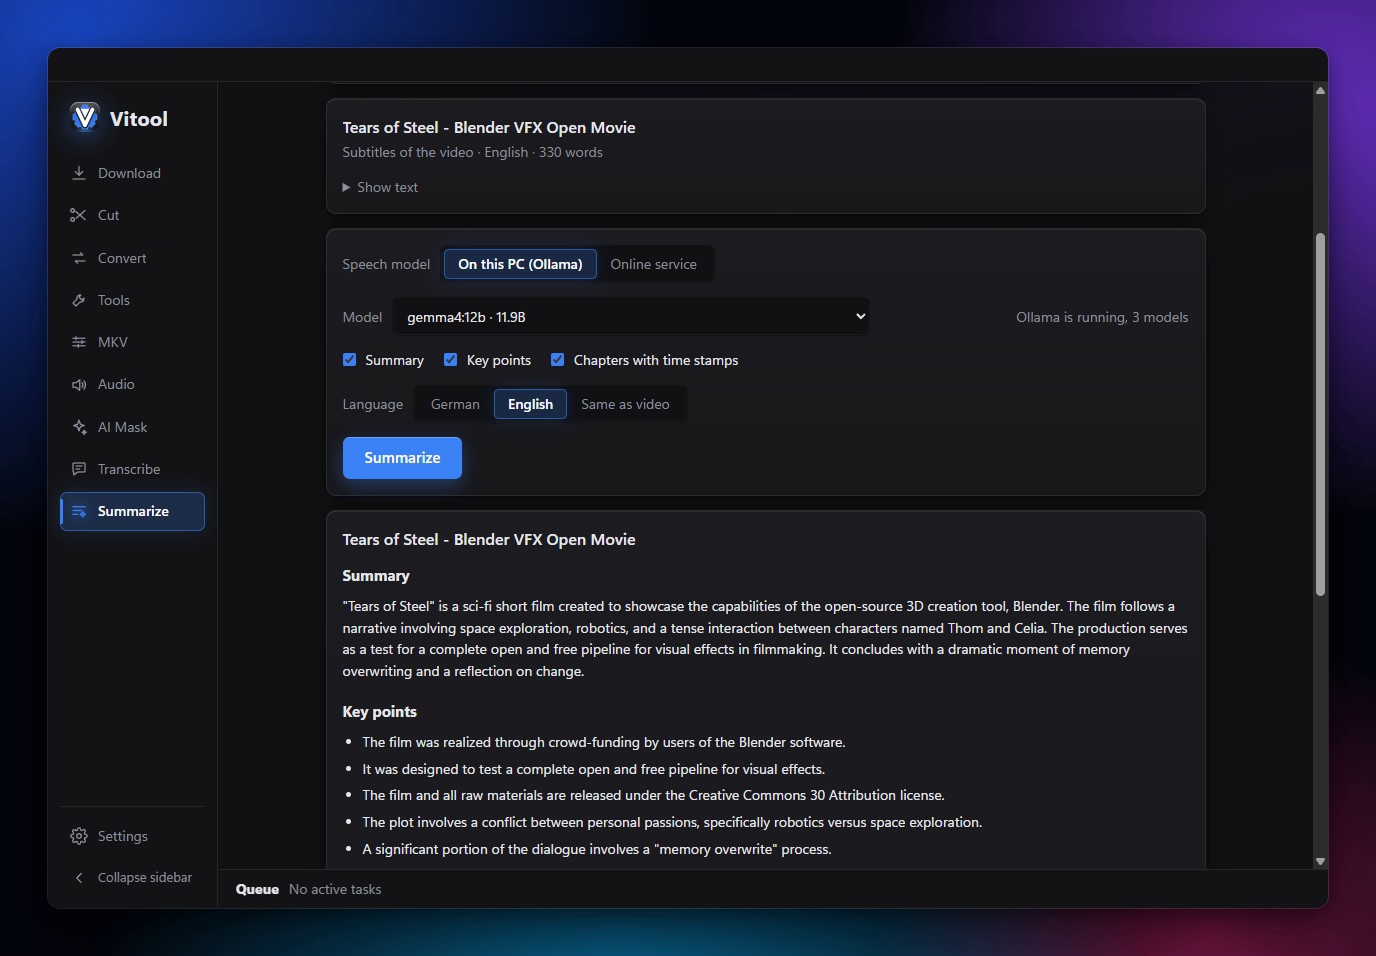 Vitool
Download
Cut
Convert
Tools
MKV
Audio
AI Mask
Transcribe
Summarize
Settings
Collapse sidebar
Tears of Steel - Blender VFX Open Movie
Subtitles of the video · English · 330 words
Show text
Speech model On this PC (Ollama) Online service
Model gemma4:12b · 11.9B Ollama is running, 3 models
Summary Key points Chapters with time stamps
Language German English Same as video
Summarize
Tears of Steel - Blender VFX Open Movie
Summary
"Tears of Steel" is a sci-fi short film created to showcase the capabilities of the open-source 3D creation tool, Blender. The film follows a
narrative involving space exploration, robotics, and a tense interaction between characters named Thom and Celia. The production serves
as a test for a complete open and free pipeline for visual effects in filmmaking. It concludes with a dramatic moment of memory
overwriting and a reflection on change.
Key points
• The film was realized through crowd-funding by users of the Blender software.
• It was designed to test a complete open and free pipeline for visual effects.
• The film and all raw materials are released under the Creative Commons 30 Attribution license.
• The plot involves a conflict between personal passions, specifically robotics versus space exploration.
• A significant portion of the dialogue involves a "memory overwrite" process.
Queue No active tasks